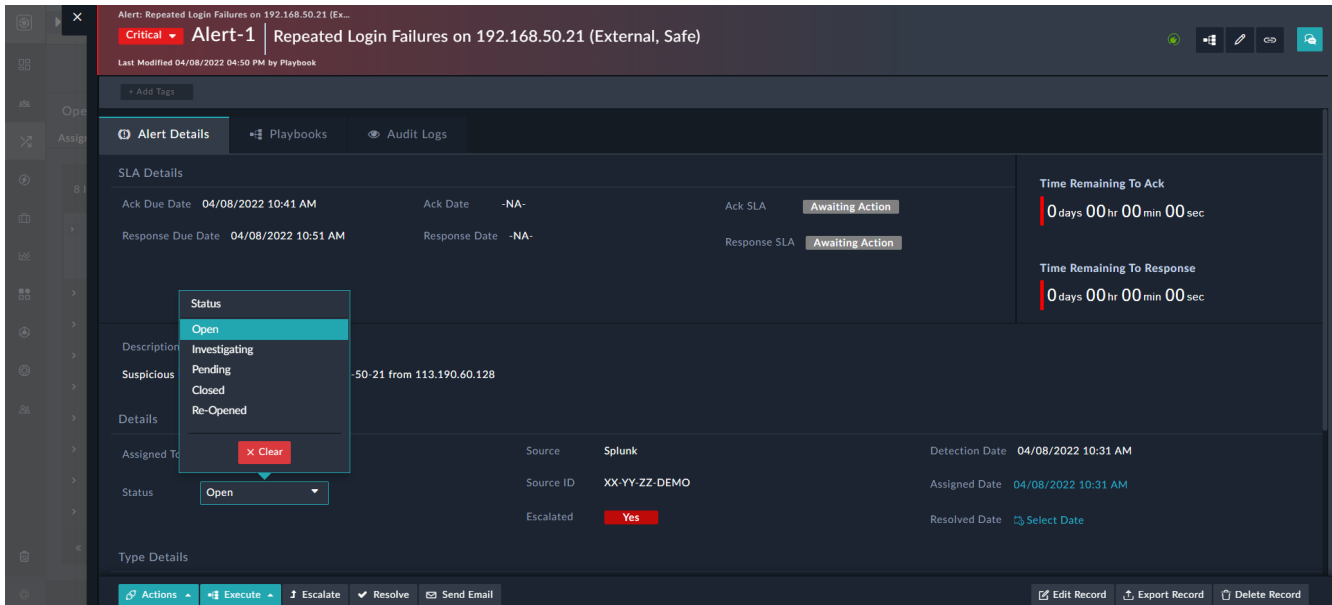 Alert: Repeated Login Failures on 192.168.50.21 (Ex...
Critical Alert-1 Repeated Login Failures on 192.168.50.21 (External, Safe)
Last Modified 04/08/2022 04:50 PM by Playbook
+ Add Tags
Ope
Assig
8 I
Alert Details Playbooks Audit Logs
SLA Details
Ack Due Date 04/08/2022 10:41 AM Ack Date -NA- Ack SLA Awaiting Action
Response Due Date 04/08/2022 10:51 AM Response Date -NA- Response SLA Awaiting Action
Time Remaining To Ack
0 days 00 hr 00 min 00 sec
Time Remaining To Response
0 days 00 hr 00 min 00 sec
Status
Open
Investigating
Pending
Closed
Re-Opened
× Clear
Description
Suspicious -50-21 from 113.190.60.128
Details
Assigned To Source Splunk Detection Date 04/08/2022 10:31 AM
Status Open Source ID XX-YY-ZZ-DEMO Assigned Date 04/08/2022 10:31 AM
Escalated Yes Resolved Date Select Date
Type Details
Actions Execute Escalate Resolve Send Email Edit Record Export Record Delete Record